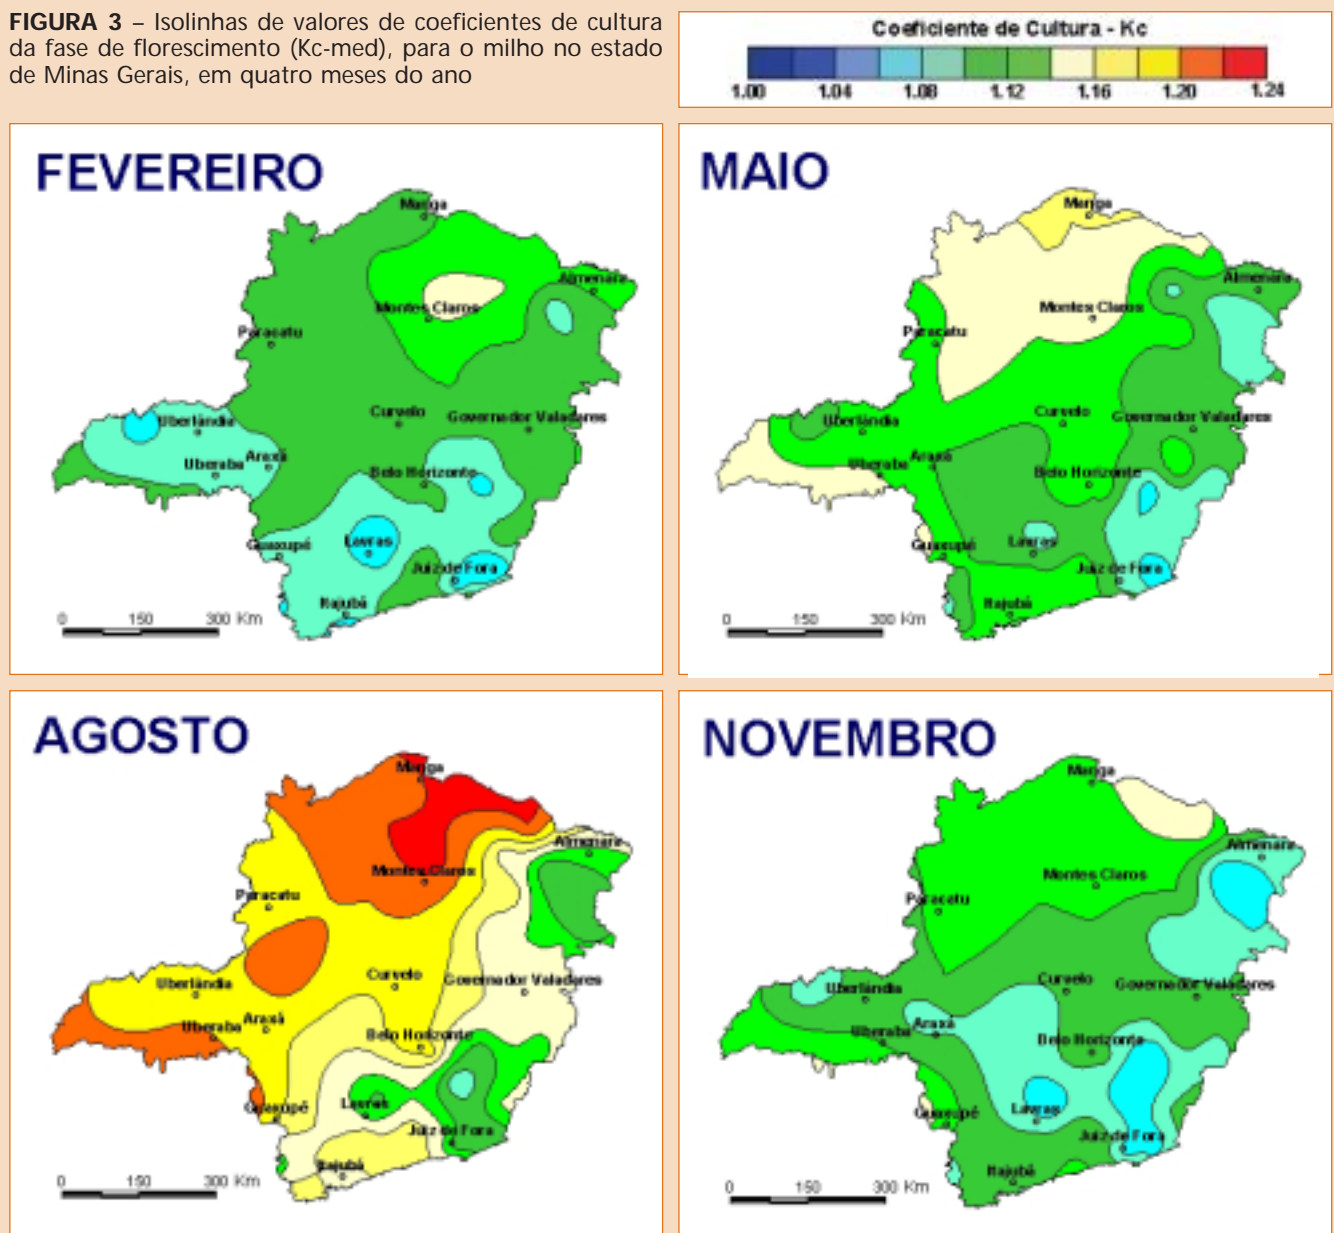 FIGURA 3 – Isolinhas de valores de coeficientes de cultura
da fase de florescimento (Kc-med), para o milho no estado
de Minas Gerais, em quatro meses do ano
Coeficiente de Cultura - Kc
1.00 1.04 1.08 1.12 1.16 1.20 1.24
FEVEREIRO
Manga
Almenara
Montes Claros
Paracatu
Curvelo
Governador Valadares
Uberlândia
Uberaba
Araxá
Belo Horizonte
Guaxupé
Lavras
Juiz de Fora
Itajubá
0 150 300 Km
MAIO
Manga
Almenara
Montes Claros
Paracatu
Curvelo
Governador Valadares
Uberlândia
Uberaba
Araxá
Belo Horizonte
Guaxupé
Lavras
Juiz de Fora
Itajubá
0 150 300 Km
AGOSTO
Manga
Almenara
Montes Claros
Paracatu
Curvelo
Governador Valadares
Uberlândia
Uberaba
Araxá
Belo Horizonte
Guaxupé
Lavras
Juiz de Fora
Itajubá
0 150 300 Km
NOVEMBRO
Manga
Almenara
Montes Claros
Paracatu
Curvelo
Governador Valadares
Uberlândia
Uberaba
Araxá
Belo Horizonte
Guaxupé
Lavras
Juiz de Fora
Itajubá
0 150 300 Km